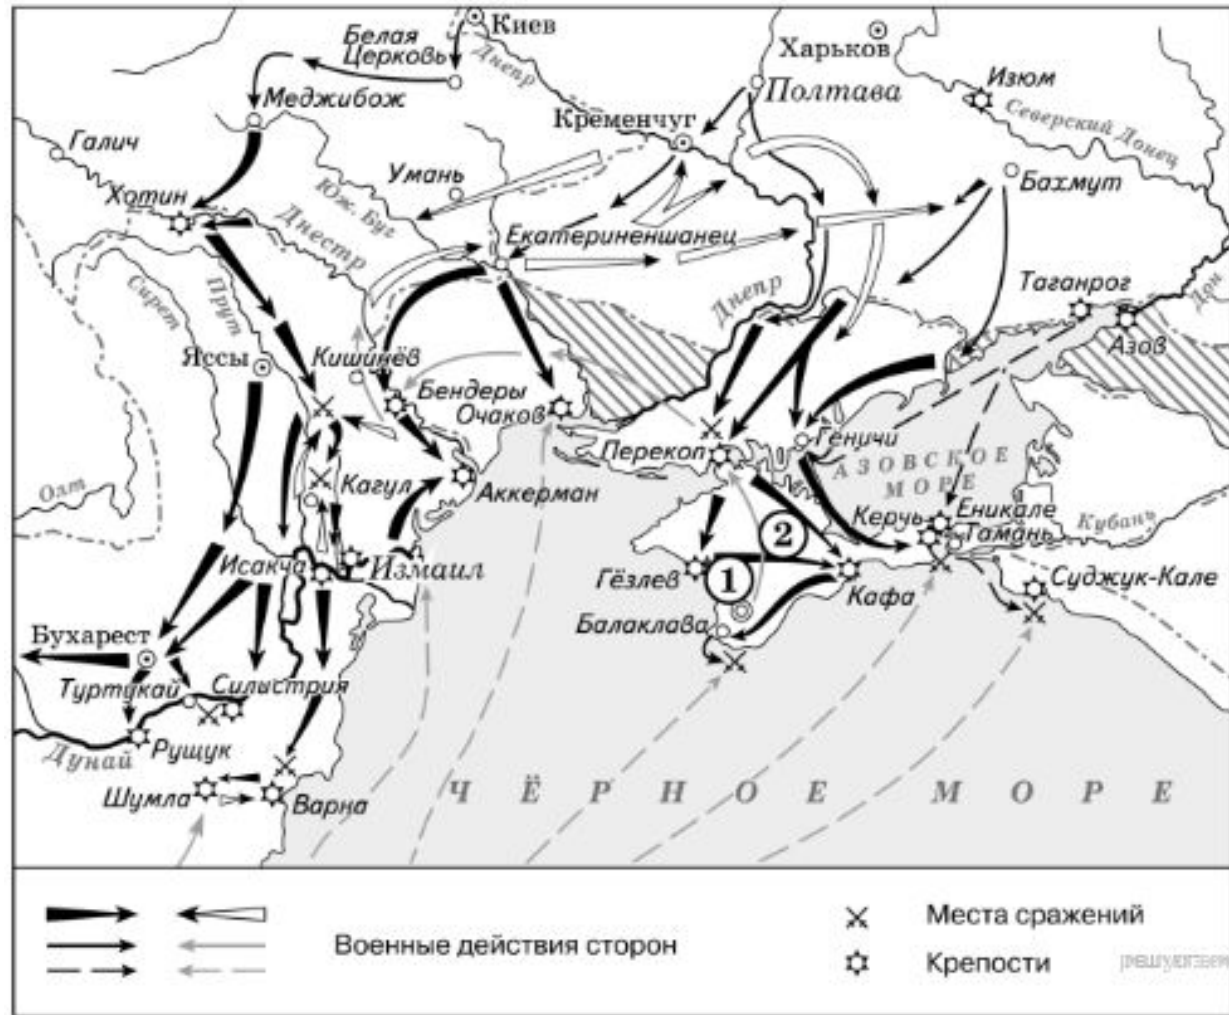 Киев
Белая
Церковь
Днепр
Харьков
Изюм
Меджибож
Полтава
Северский Донец
Кременчуг
Галич
Умань
Бахмут
Хотин
Юж. Буг
Днестр
Екатериненшанец
Днепр
Таганрог
Дон
Сирет
Прут
Азов
Яссы
Кишинёв
Бендеры
Очаков
Перекоп
Геничи
АЗОВСКОЕ
МОРЕ
Олт
Кагул
Аккерман
Керчь
Еникале
Тамань
Кубань
2
Исакча
Измаил
Гёзлев
1
Кафа
Суджук-Кале
Балаклава
Бухарест
Туртукай
Силистрия
Дунай
Рущук
Шумла
Варна
ЧЁРНОЕ МОРЕ
Военные действия сторон
Места сражений
Крепости